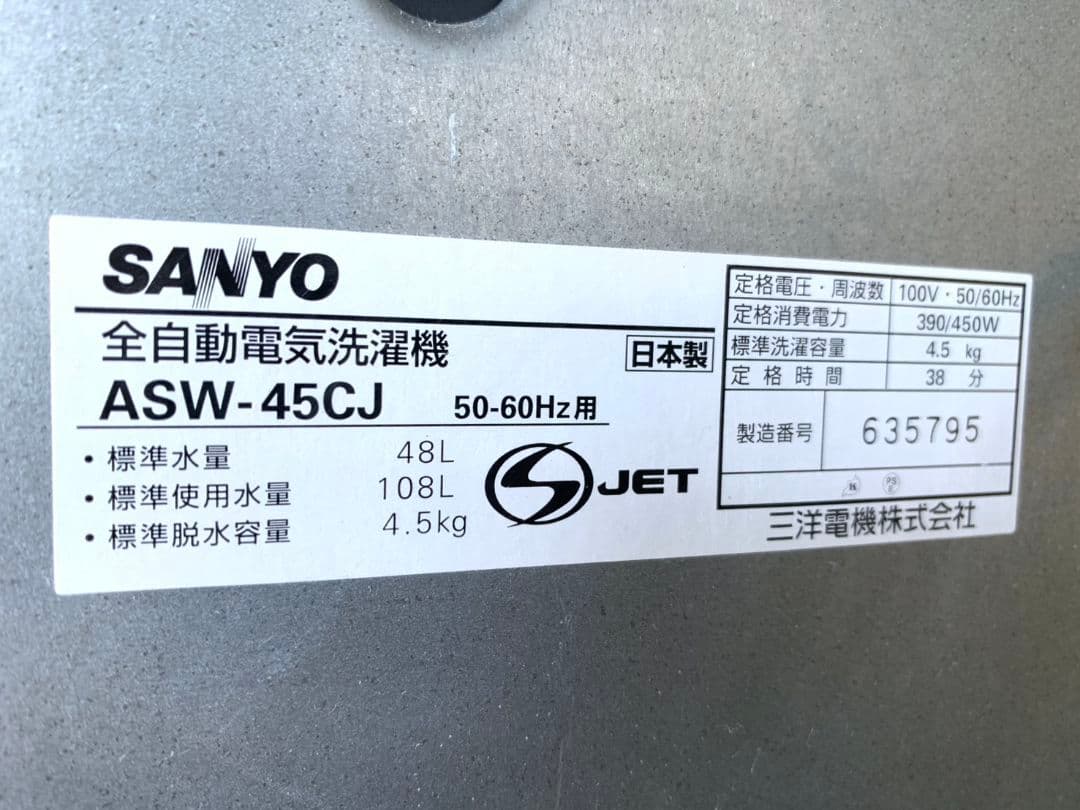 SANYO
全自動電気洗濯機
日本製
ASW-45CJ 50-60Hz用
・標準水量 48L
・標準使用水量 108L
・標準脱水容量 4.5kg
S JET
定格電圧・周波数 100V・50/60Hz
定格消費電力 390/450W
標準洗濯容量 4.5 kg
定格時間 38 分
製造番号 635795
PS E
三洋電機株式会社